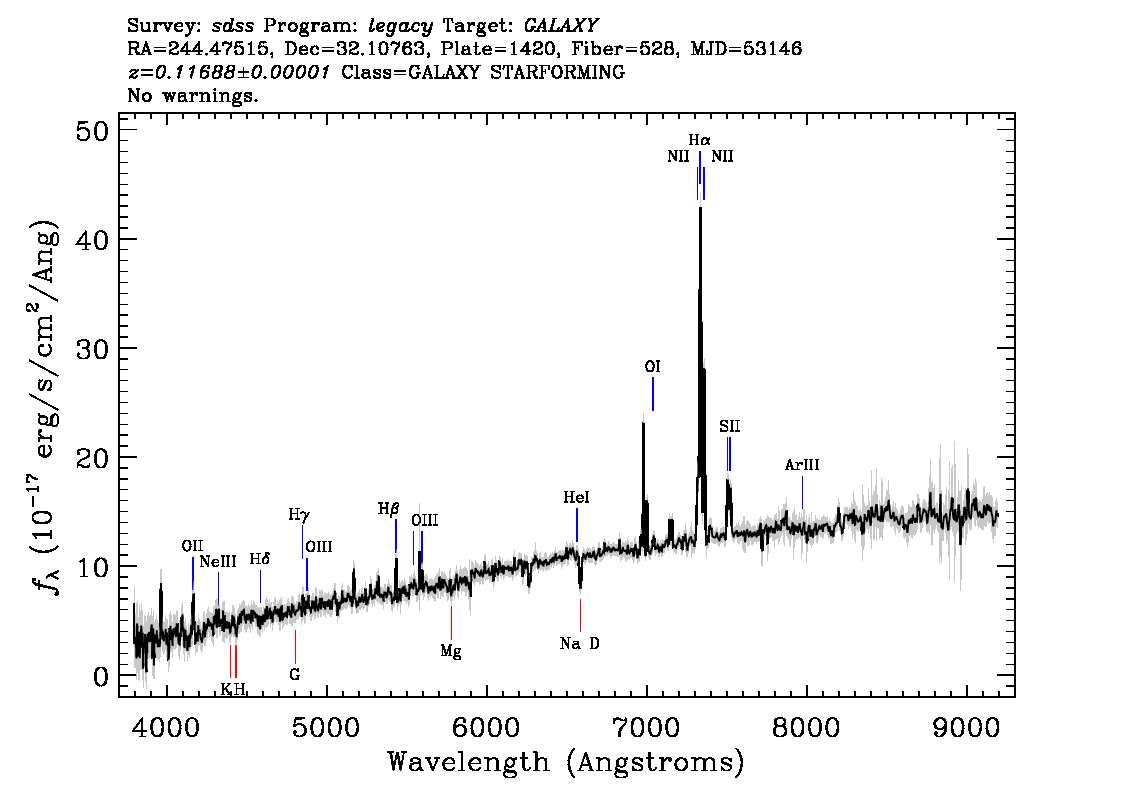 Survey: sdss Program: legacy Target: GALAXY
RA=244.47515, Dec=32.10763, Plate=1420, Fiber=528, MJD=53146
z=0.11688±0.00001 Class=GALAXY STARFORMING
No warnings.
50
40
30
20
10
0
f_λ (10^−17 erg/s/cm^2/Ang)
Hα
NII NII
OI
SII
ArIII
HeI
Hβ
OIII
Hγ
OII
NeIII
Hδ
OIII
Na D
Mg
G
K H
4000 5000 6000 7000 8000 9000
Wavelength (Angstroms)